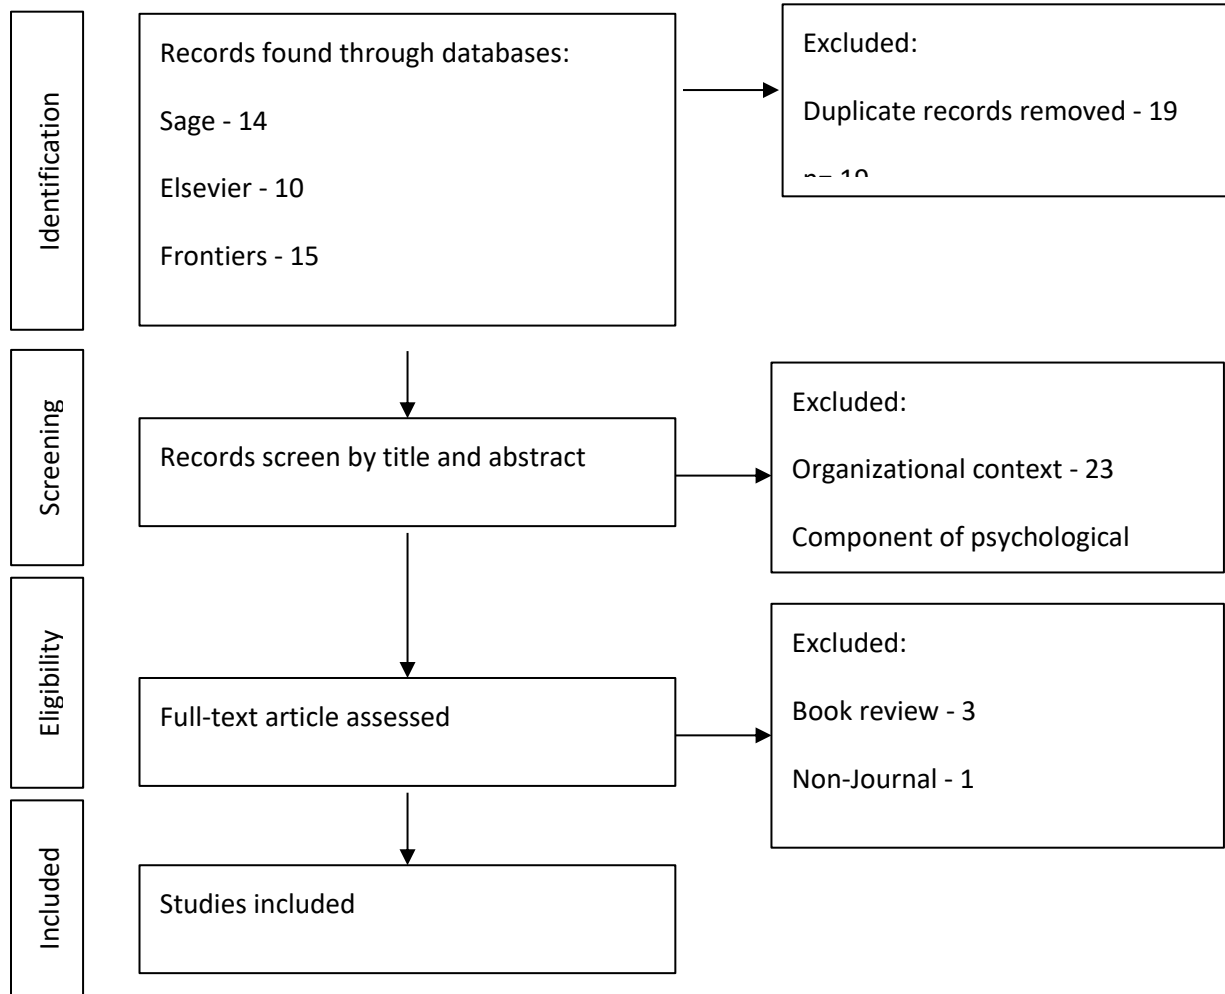 Identification
Records found through databases:
Sage - 14
Elsevier - 10
Frontiers - 15
Excluded:
Duplicate records removed - 19
n= 19
Screening
Records screen by title and abstract
Excluded:
Organizational context - 23
Component of psychological
Eligibility
Full-text article assessed
Excluded:
Book review - 3
Non-Journal - 1
Included
Studies included